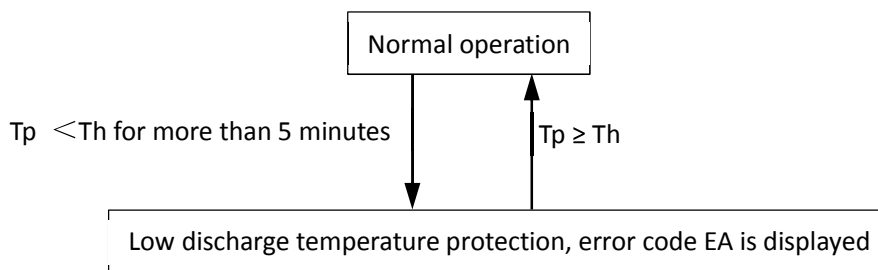 Normal operation
Tp ＜Th for more than 5 minutes
Tp ≥ Th
Low discharge temperature protection, error code EA is displayed